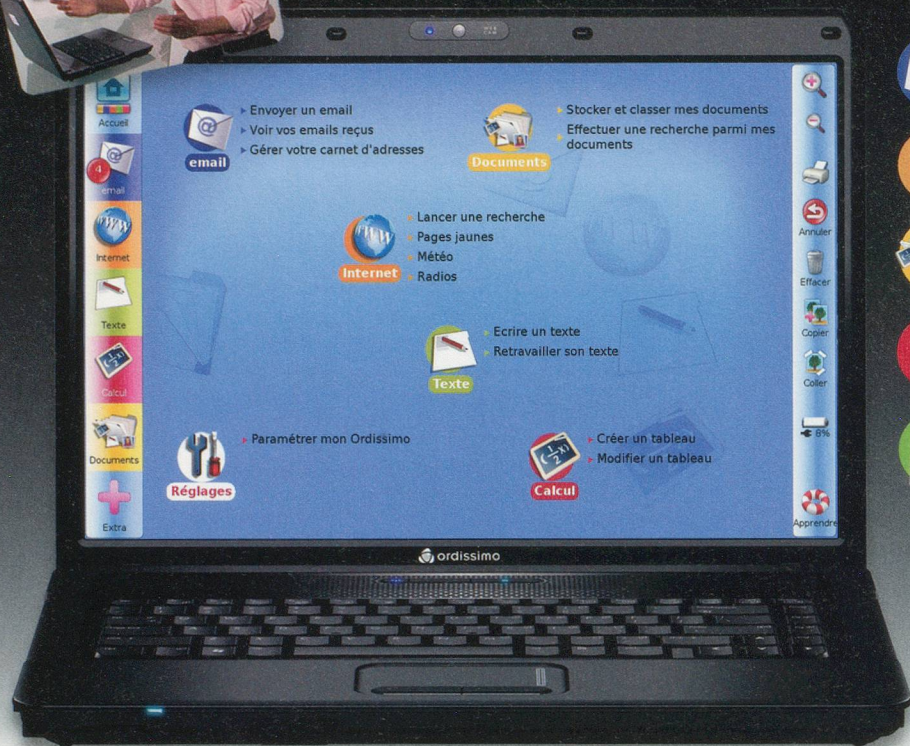 Accueil
4
email
Internet
Texte
Calcul
Documents
Extra
email
Envoyer un email
Voir vos emails reçus
Gérer votre carnet d'adresses
Documents
Stocker et classer mes documents
Effectuer une recherche parmi mes
documents
WWW
Internet
Lancer une recherche
Pages jaunes
Météo
Radios
Texte
Ecrire un texte
Retravailler son texte
Réglages
Paramétrer mon Ordissimo
Calcul
Créer un tableau
Modifier un tableau
Annuler
Effacer
Copier
Coller
8%
Apprendre
ordissimo